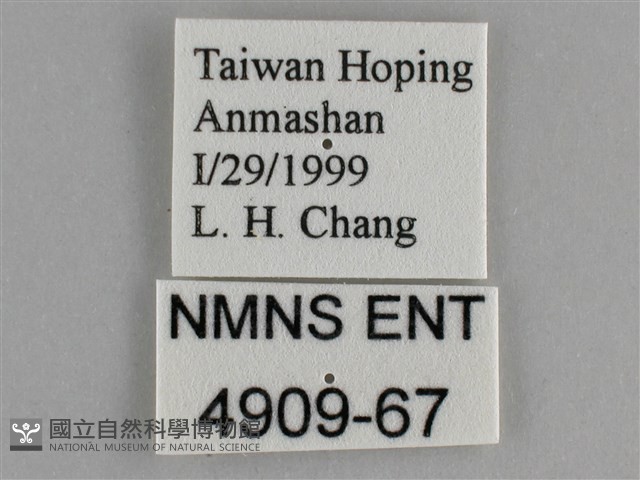 Taiwan Hoping
Anmashan
I/29/1999
L. H. Chang
NMNS ENT
4909-67
國立自然科學博物館
NATIONAL MUSEUM OF NATURAL SCIENCE